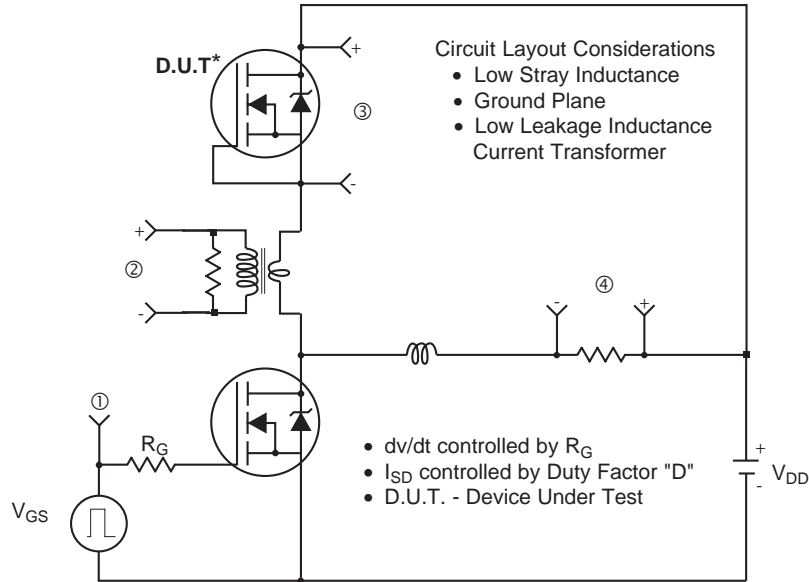 D.U.T*
+
③
-
Circuit Layout Considerations
• Low Stray Inductance
• Ground Plane
• Low Leakage Inductance
Current Transformer
+
②
-
④
-
+
①
R_G
V_GS
• dv/dt controlled by R_G
• I_SD controlled by Duty Factor "D"
• D.U.T. - Device Under Test
+
V_DD
-